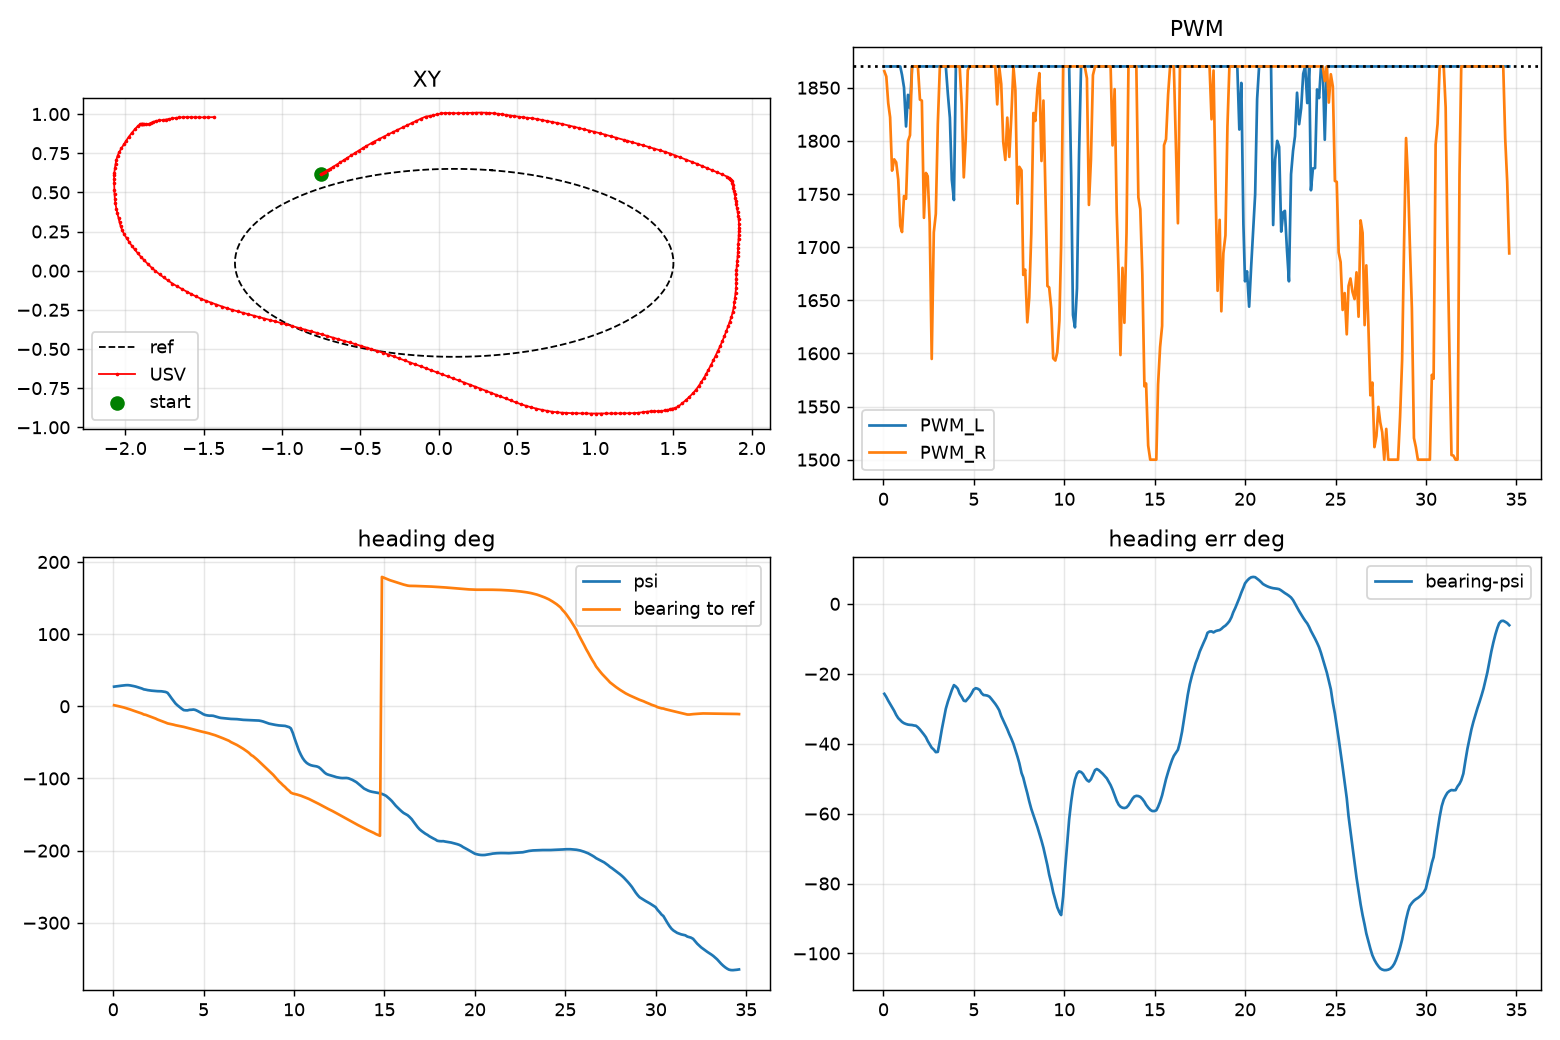 XY
1.00
0.75
0.50
0.25
0.00
−0.25
−0.50
−0.75
−1.00
ref
USV
start
−2.0 −1.5 −1.0 −0.5 0.0 0.5 1.0 1.5 2.0
PWM
1850
1800
1750
1700
1650
1600
1550
1500
PWM_L
PWM_R
0 5 10 15 20 25 30 35
heading deg
200
100
0
−100
−200
−300
psi
bearing to ref
0 5 10 15 20 25 30 35
heading err deg
0
−20
−40
−60
−80
−100
bearing-psi
0 5 10 15 20 25 30 35